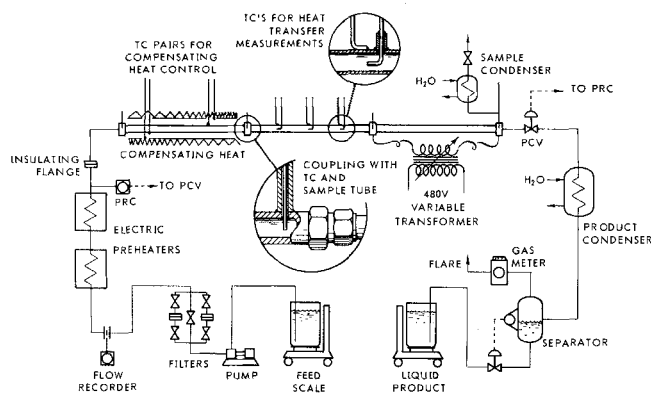 TC'S FOR HEAT
TRANSFER
MEASUREMENTS
TC PAIRS FOR
COMPENSATING
HEAT CONTROL
SAMPLE
CONDENSER
H₂O
TO PRC
COMPENSATING HEAT
PCV
INSULATING
FLANGE
COUPLING WITH
TC AND
SAMPLE TUBE
TO PCV
PRC
480V
VARIABLE
TRANSFORMER
H₂O
PRODUCT
CONDENSER
ELECTRIC
PREHEATERS
GAS
METER
FLARE
SEPARATOR
FILTERS
PUMP
FEED
SCALE
LIQUID
PRODUCT
FLOW
RECORDER